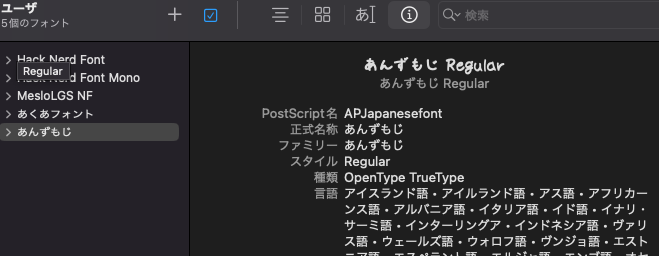 ユーザ
5個のフォント
検索
Hack Nerd Font
Regular
Hack Nerd Font Mono
MesloLGS NF
あくあフォント
あんずもじ
あんずもじ Regular
あんずもじ Regular
PostScript名 APJapanesefont
正式名称 あんずもじ
ファミリー あんずもじ
スタイル Regular
種類 OpenType TrueType
言語 アイスランド語・アイルランド語・アス語・アフリカー
ンス語・アルバニア語・イタリア語・イド語・イナリ・
サーミ語・インターリングア・インドネシア語・ヴァリ
ス語・ウェールズ語・ウォロフ語・ヴンジョ語・エスト